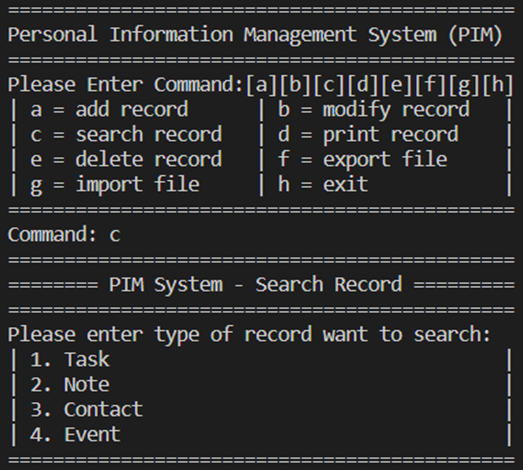 =============================================
Personal Information Management System (PIM)
=============================================
Please Enter Command:[a][b][c][d][e][f][g][h]
| a = add record      | b = modify record   |
| c = search record   | d = print record    |
| e = delete record   | f = export file     |
| g = import file     | h = exit            |
=============================================
Command: c
=============================================
======== PIM System - Search Record =========
=============================================
Please enter type of record want to search:
| 1. Task                                   |
| 2. Note                                   |
| 3. Contact                                |
| 4. Event                                  |
=============================================